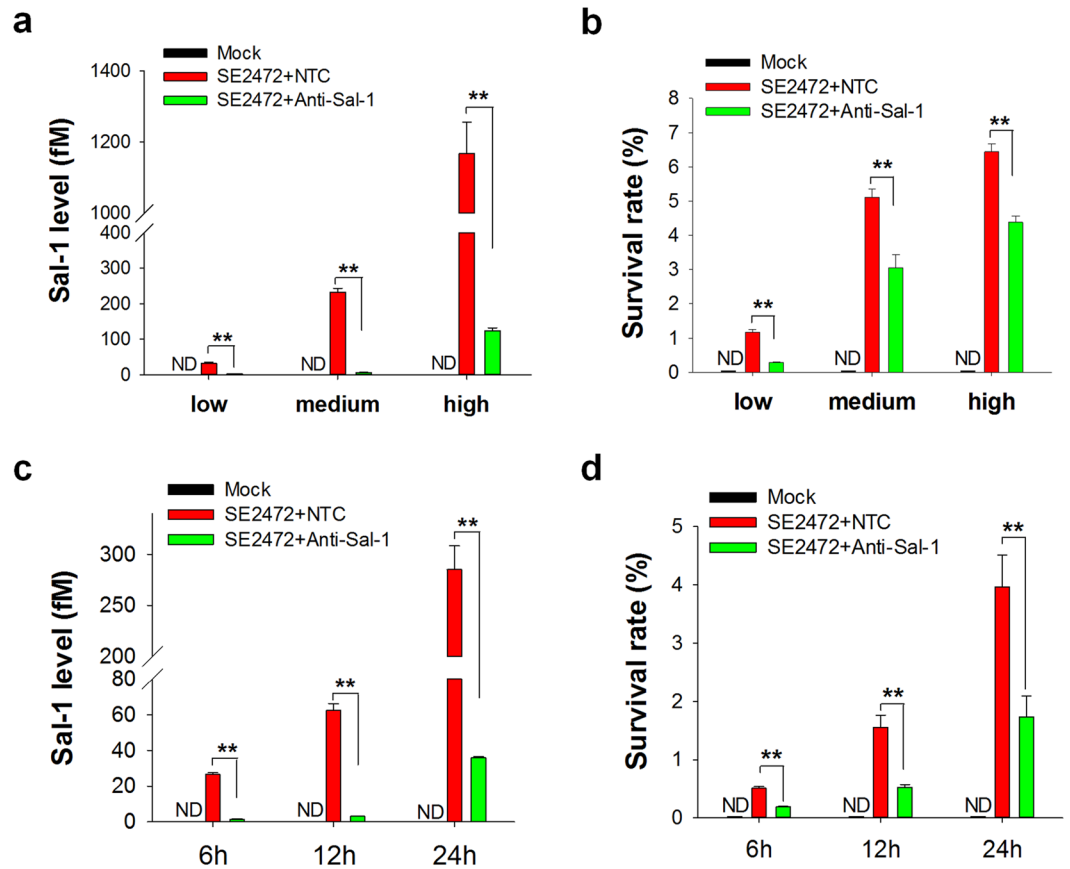 a
Mock
SE2472+NTC
SE2472+Anti-Sal-1
Sal-1 level (fM)
1400
1200
1000
400
300
200
100
0
**
**
**
ND
ND
ND
low
medium
high
b
Mock
SE2472+NTC
SE2472+Anti-Sal-1
Survival rate (%)
8
7
6
5
4
3
2
1
0
**
**
**
ND
ND
ND
low
medium
high
c
Mock
SE2472+NTC
SE2472+Anti-Sal-1
Sal-1 level (fM)
300
250
200
80
60
40
20
0
**
**
**
ND
ND
ND
6h
12h
24h
d
Mock
SE2472+NTC
SE2472+Anti-Sal-1
Survival rate (%)
5
4
3
2
1
0
**
**
**
ND
ND
ND
6h
12h
24h